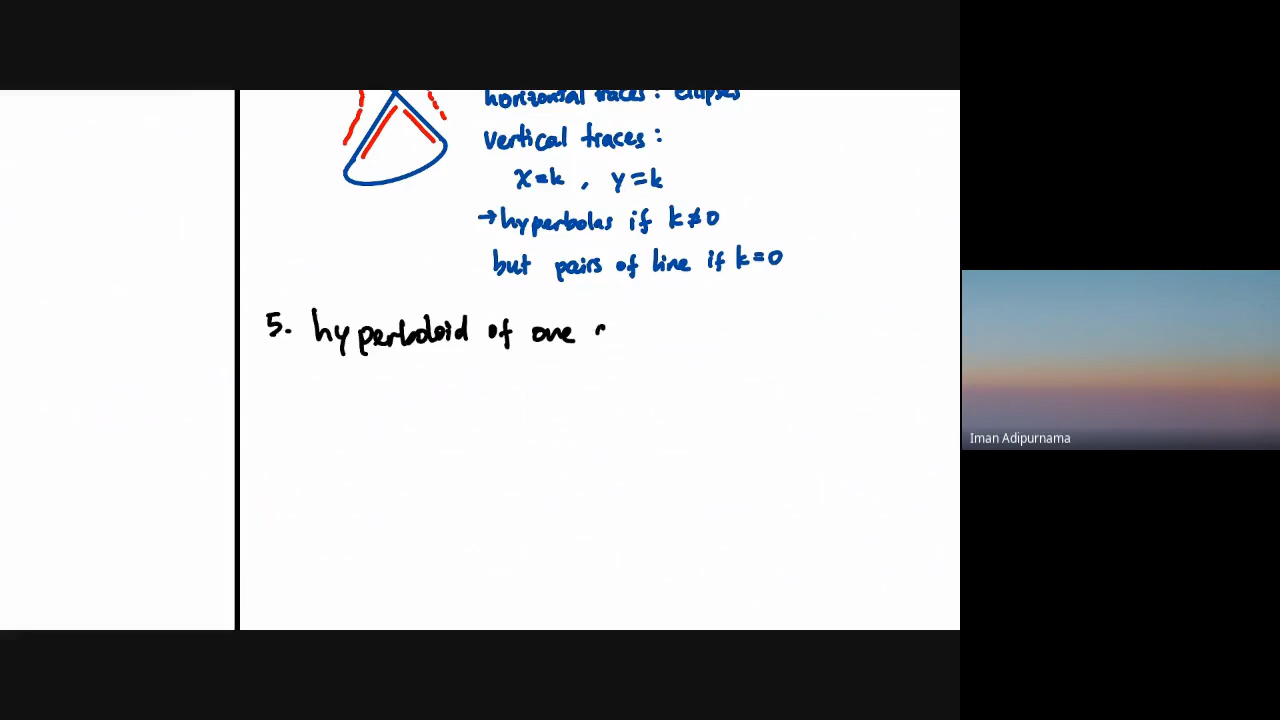 horizontal traces: ellipses
vertical traces:
x=k, y=k
→hyperbolas if k≠0
but pairs of line if k=0
5. hyperboloid of one
Iman Adipurnama